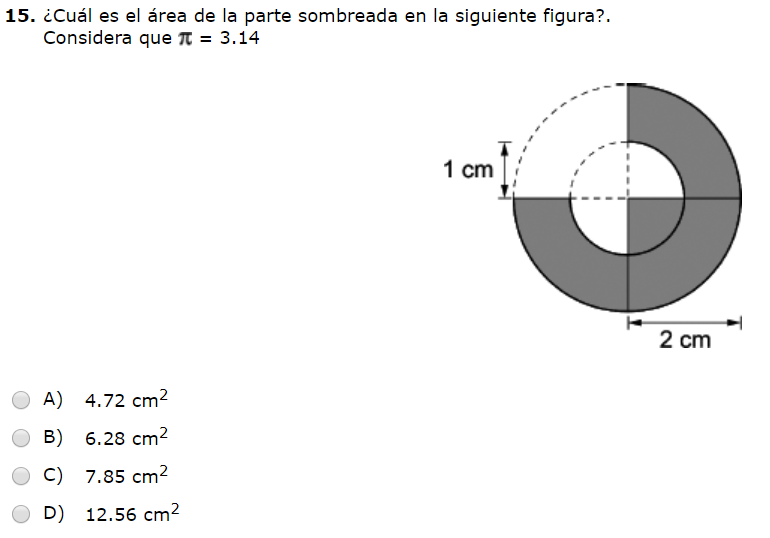 15. ¿Cuál es el área de la parte sombreada en la siguiente figura?.
Considera que π = 3.14
1 cm
2 cm
A) 4.72 cm²
B) 6.28 cm²
C) 7.85 cm²
D) 12.56 cm²